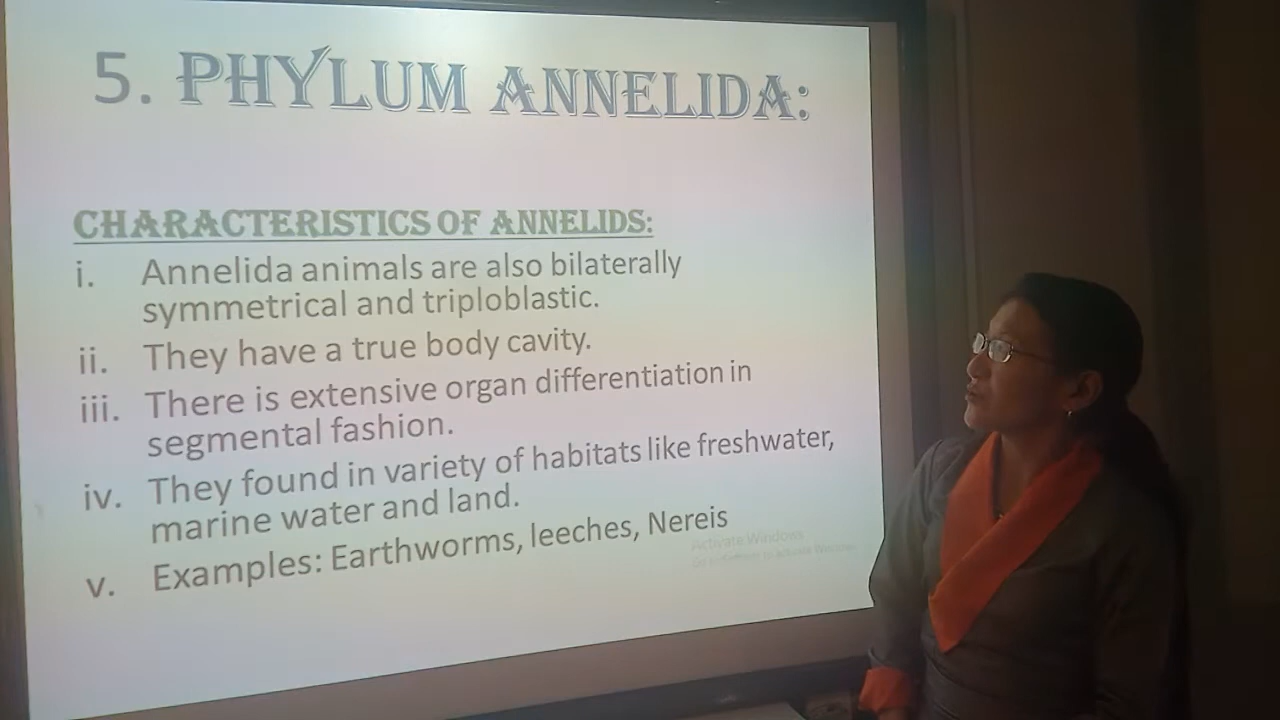 5. PHYLUM ANNELIDA:
CHARACTERISTICS OF ANNELIDS:
i. Annelida animals are also bilaterally
symmetrical and triploblastic.
ii. They have a true body cavity.
iii. There is extensive organ differentiation in
segmental fashion.
iv. They found in variety of habitats like freshwater,
marine water and land.
v. Examples: Earthworms, leeches, Nereis
Activate Windows